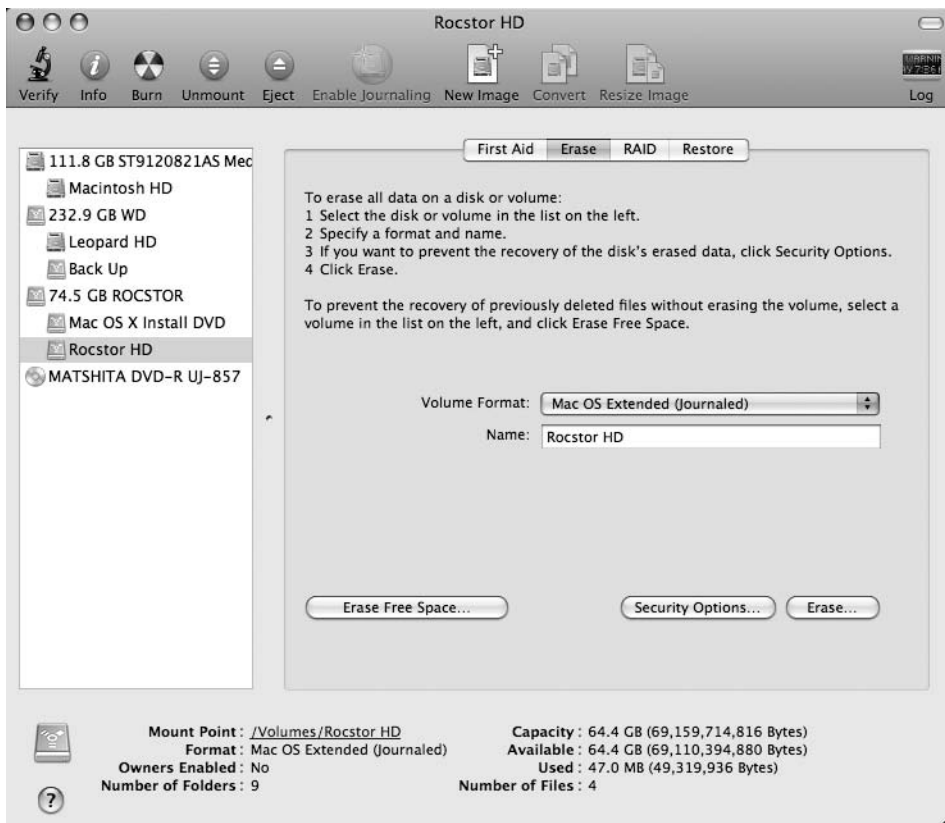 Rocstor HD
Verify Info Burn Unmount Eject Enable Journaling New Image Convert Resize Image Log
111.8 GB ST9120821AS Med
Macintosh HD
232.9 GB WD
Leopard HD
Back Up
74.5 GB ROCSTOR
Mac OS X Install DVD
Rocstor HD
MATSHITA DVD-R UJ-857
First Aid Erase RAID Restore
To erase all data on a disk or volume:
1 Select the disk or volume in the list on the left.
2 Specify a format and name.
3 If you want to prevent the recovery of the disk's erased data, click Security Options.
4 Click Erase.
To prevent the recovery of previously deleted files without erasing the volume, select a
volume in the list on the left, and click Erase Free Space.
Volume Format: Mac OS Extended (Journaled)
Name: Rocstor HD
Erase Free Space... Security Options... Erase...
Mount Point : /Volumes/Rocstor HD
Format : Mac OS Extended (Journaled)
Owners Enabled : No
Number of Folders : 9
Capacity : 64.4 GB (69,159,714,816 Bytes)
Available : 64.4 GB (69,110,394,880 Bytes)
Used : 47.0 MB (49,319,936 Bytes)
Number of Files : 4
?